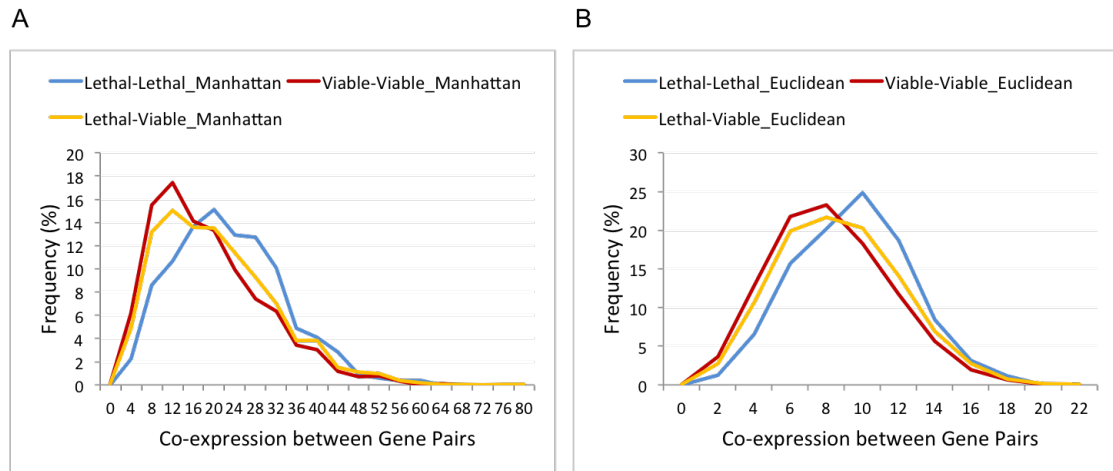 A
Lethal-Lethal_Manhattan Viable-Viable_Manhattan
Lethal-Viable_Manhattan
20
18
16
14
12
10
8
6
4
2
0
Frequency (%)
0 4 8 12 16 20 24 28 32 36 40 44 48 52 56 60 64 68 72 76 80
Co-expression between Gene Pairs
B
Lethal-Lethal_Euclidean Viable-Viable_Euclidean
Lethal-Viable_Euclidean
30
25
20
15
10
5
0
Frequency (%)
0 2 4 6 8 10 12 14 16 18 20 22
Co-expression between Gene Pairs